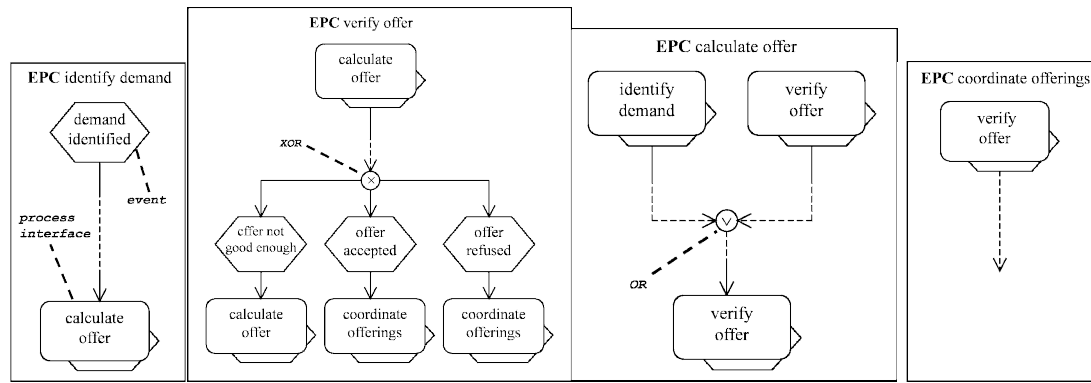 EPC identify demand
demand
identified
event
process
interface
calculate
offer
EPC verify offer
calculate
offer
XOR
offer not
good enough
offer
accepted
offer
refused
calculate
offer
coordinate
offerings
coordinate
offerings
EPC calculate offer
identify
demand
verify
offer
OR
verify
offer
EPC coordinate offerings
verify
offer